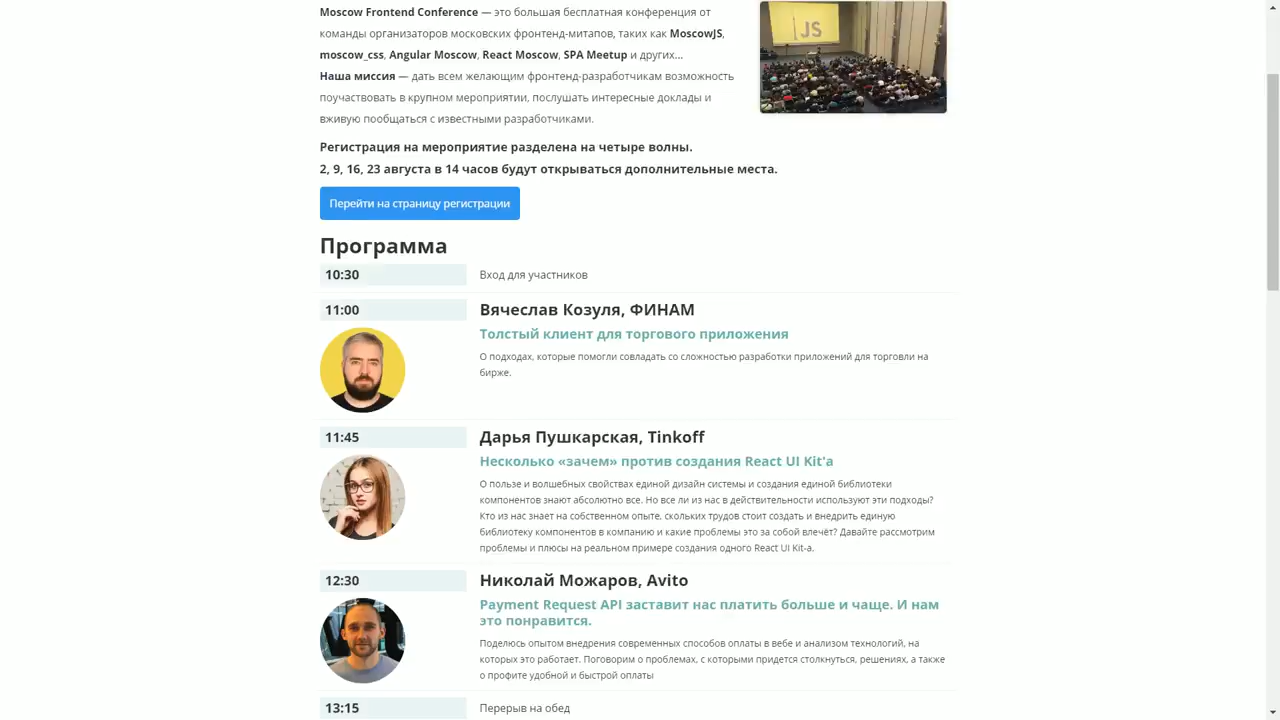 Moscow Frontend Conference — это большая бесплатная конференция от
команды организаторов московских фронтенд-митапов, таких как MoscowJS,
moscow_css, Angular Moscow, React Moscow, SPA Meetup и других...
Наша миссия — дать всем желающим фронтенд-разработчикам возможность
поучаствовать в крупном мероприятии, послушать интересные доклады и
вживую пообщаться с известными разработчиками.
JS
Регистрация на мероприятие разделена на четыре волны.
2, 9, 16, 23 августа в 14 часов будут открываться дополнительные места.
Перейти на страницу регистрации
Программа
10:30
Вход для участников
11:00
Вячеслав Козуля, ФИНАМ
Толстый клиент для торгового приложения
О подходах, которые помогли совладать со сложностью разработки приложений для торговли на
бирже.
11:45
Дарья Пушкарская, Tinkoff
Несколько «зачем» против создания React UI Kit'а
О пользе и волшебных свойствах единой дизайн системы и создания единой библиотеки
компонентов знают абсолютно все. Но все ли из нас в действительности используют эти подходы?
Кто из нас знает на собственном опыте, скольких трудов стоит создать и внедрить единую
библиотеку компонентов в компанию и какие проблемы это за собой влечёт? Давайте рассмотрим
проблемы и плюсы на реальном примере создания одного React UI Kit-а.
12:30
Николай Можаров, Avito
Payment Request API заставит нас платить больше и чаще. И нам
это понравится.
Поделюсь опытом внедрения современных способов оплаты в вебе и анализом технологий, на
которых это работает. Поговорим о проблемах, с которыми придется столкнуться, решениях, а также
о профите удобной и быстрой оплаты
13:15
Перерыв на обед